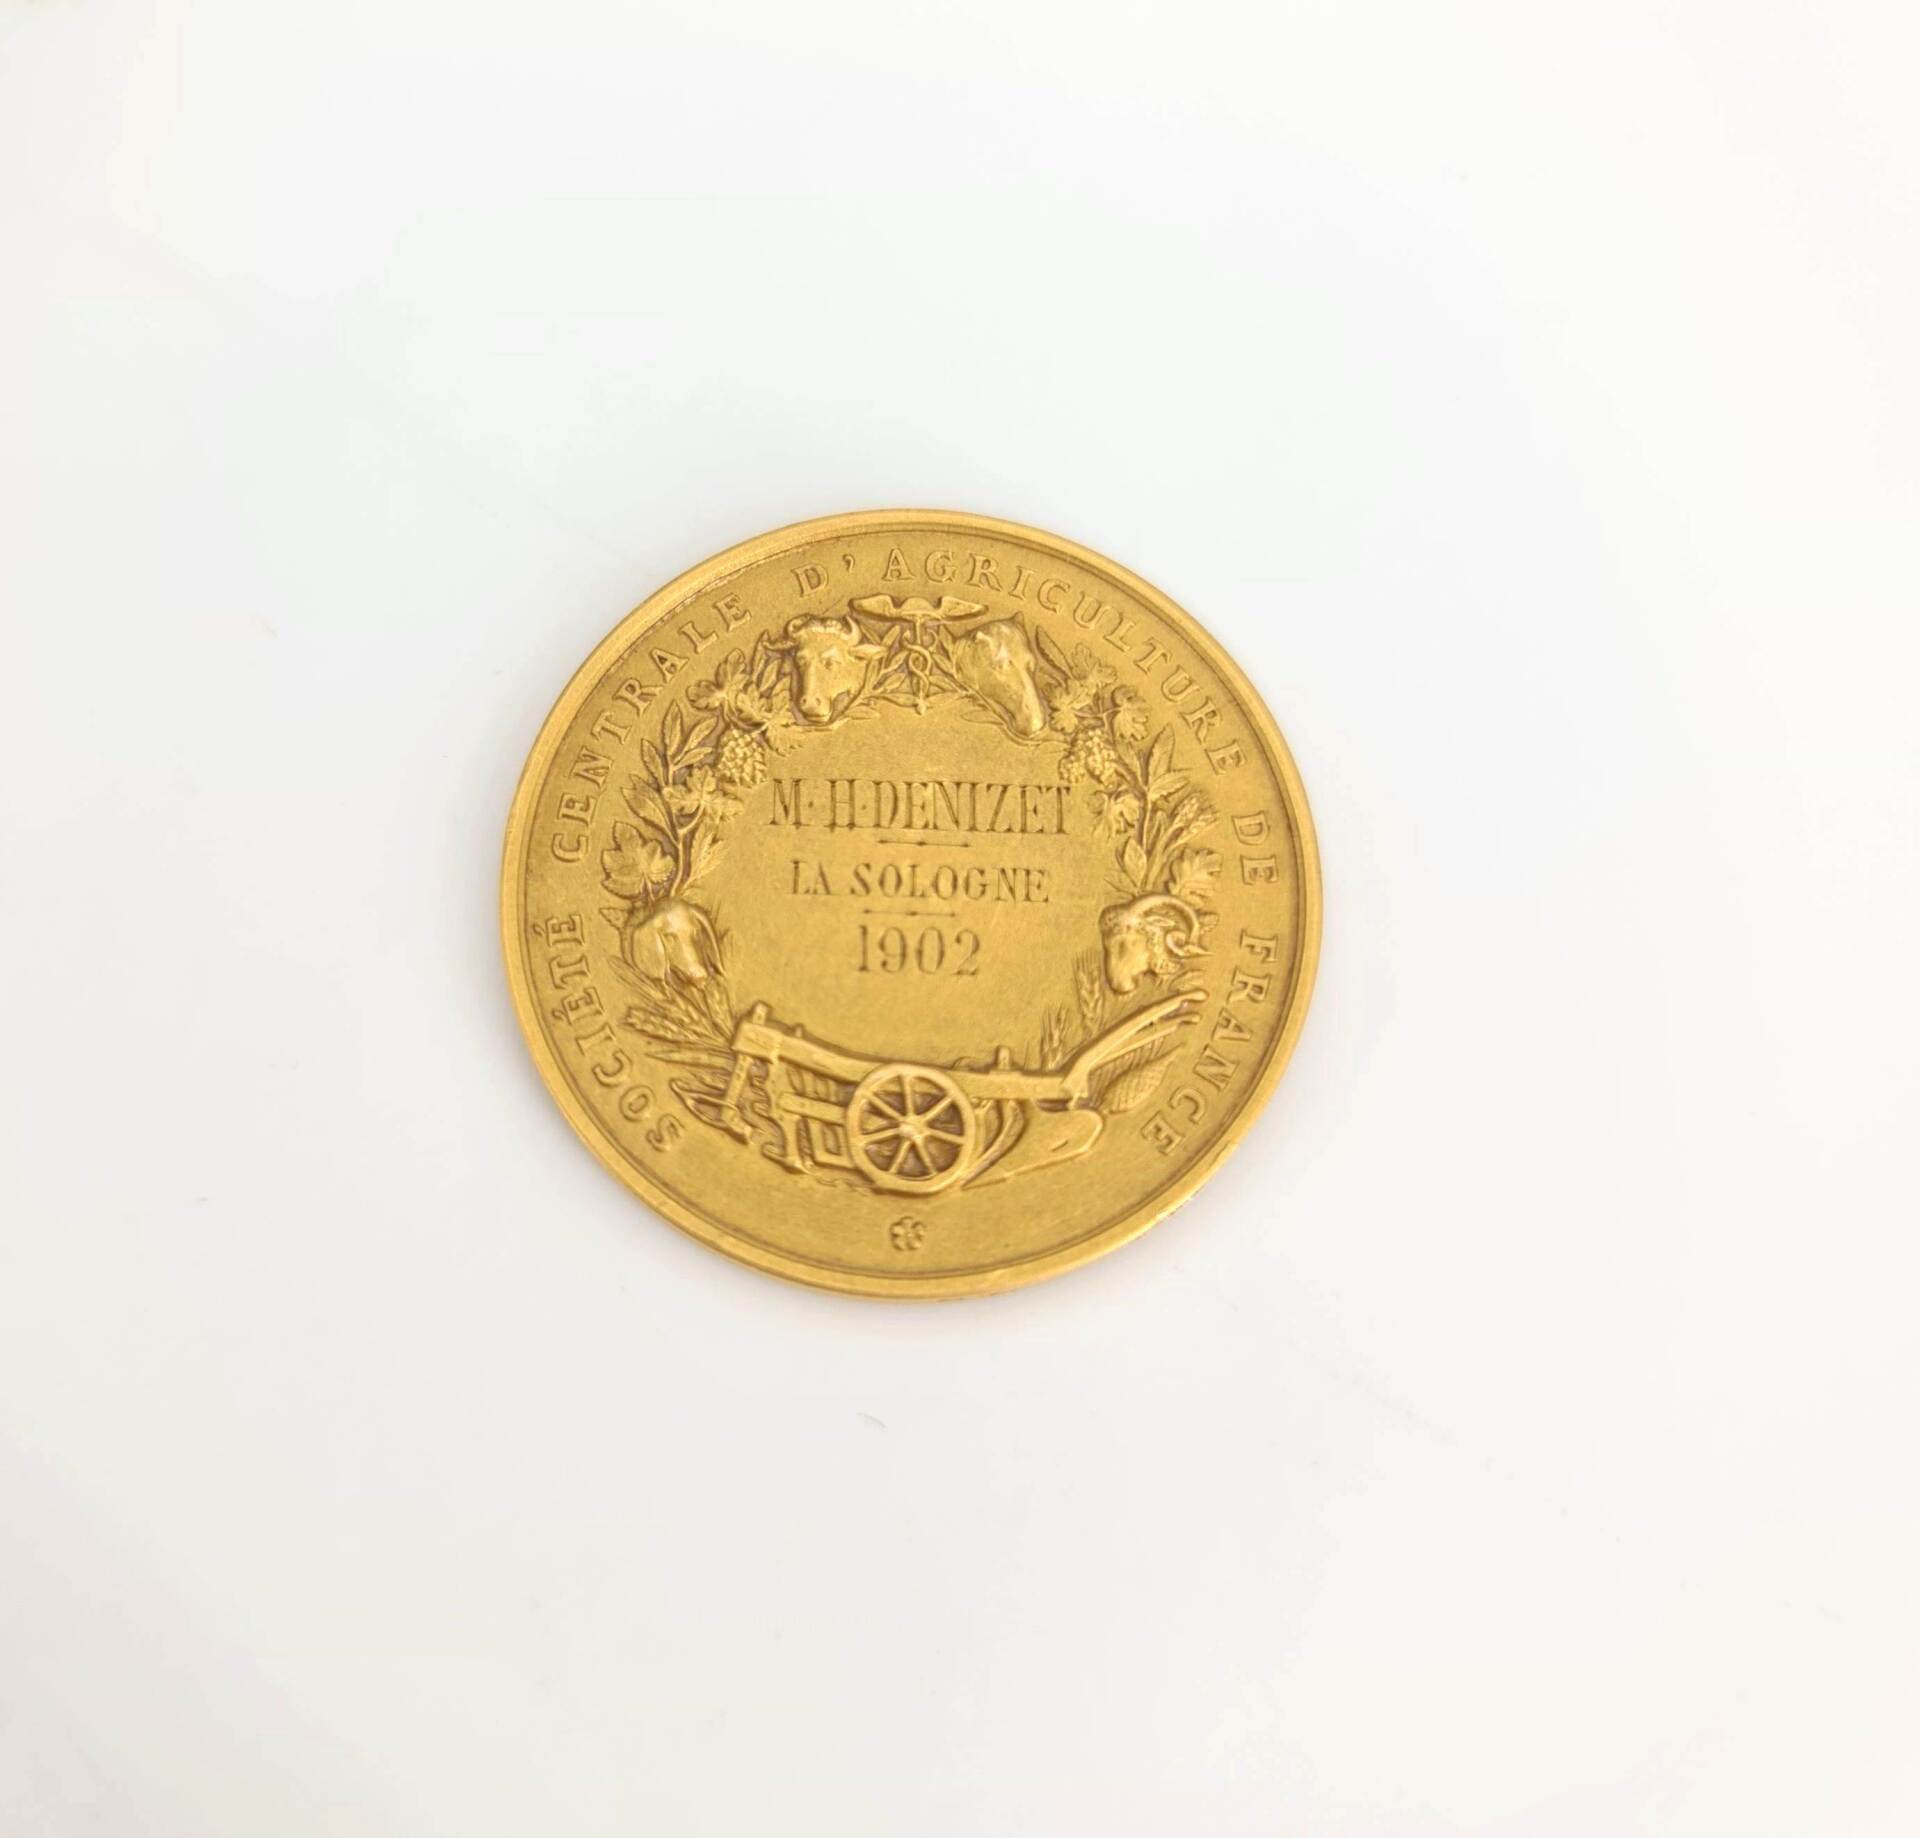 SOCIÉTÉ CENTRALE D'AGRICULTURE DE FRANCE
M·H·DENIZET
LA SOLOGNE
1902